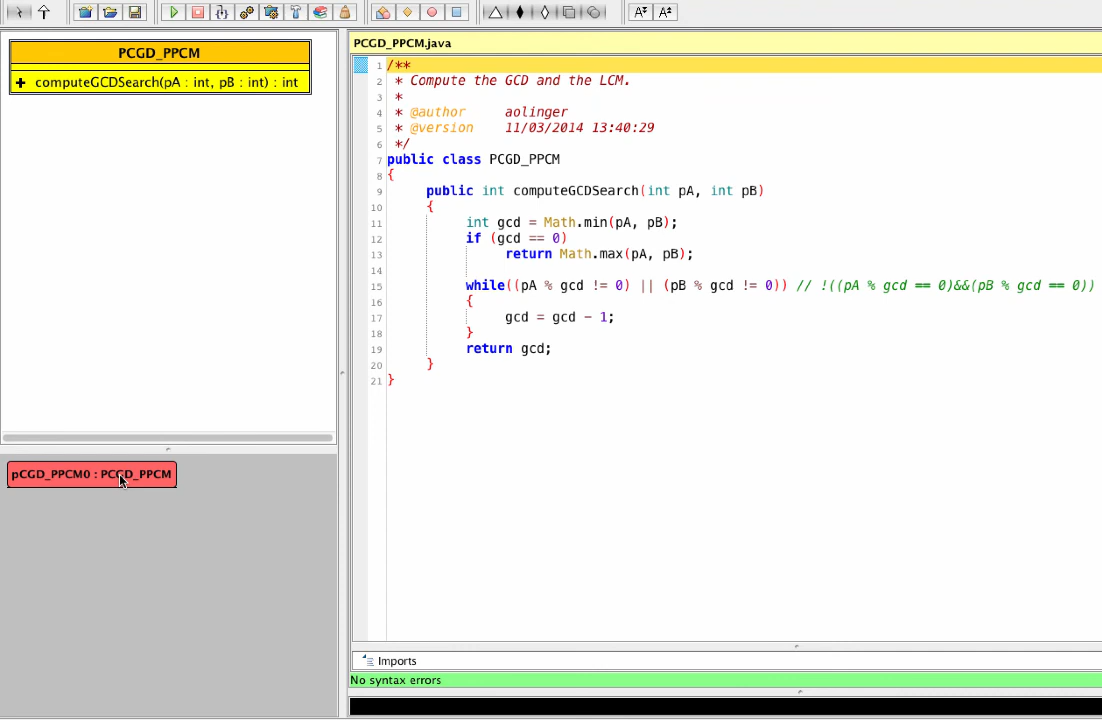 PCGD_PPCM
+ computeGCDSearch(pA : int, pB : int) : int
pCGD_PPCM0 : PCGD_PPCM
PCGD_PPCM.java
1 /**
2 * Compute the GCD and the LCM.
3 *
4 * @author aolinger
5 * @version 11/03/2014 13:40:29
6 */
7 public class PCGD_PPCM
8 {
9 public int computeGCDSearch(int pA, int pB)
10 {
11 int gcd = Math.min(pA, pB);
12 if (gcd == 0)
13 return Math.max(pA, pB);
14
15 while((pA % gcd != 0) || (pB % gcd != 0)) // !((pA % gcd == 0)&&(pB % gcd == 0))
16 {
17 gcd = gcd - 1;
18 }
19 return gcd;
20 }
21 }
Imports
No syntax errors